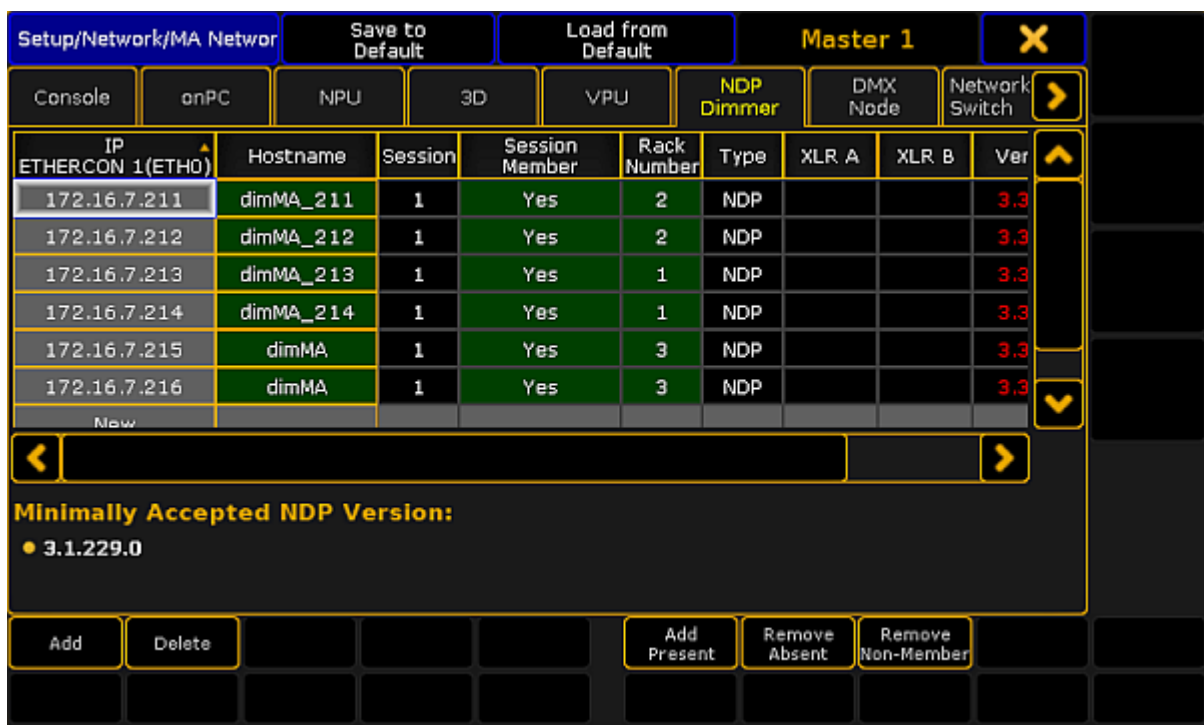 Setup/Network/MA Networ Save to Default Load from Default Master 1
Console onPC NPU 3D VPU NDP Dimmer DMX Node Network Switch
IP ETHERCON 1(ETH0) Hostname Session Session Member Rack Number Type XLR A XLR B Ver
172.16.7.211 dimMA_211 1 Yes 2 NDP 3.3
172.16.7.212 dimMA_212 1 Yes 2 NDP 3.3
172.16.7.213 dimMA_213 1 Yes 1 NDP 3.3
172.16.7.214 dimMA_214 1 Yes 1 NDP 3.3
172.16.7.215 dimMA 1 Yes 3 NDP 3.3
172.16.7.216 dimMA 1 Yes 3 NDP 3.3
New
Minimally Accepted NDP Version:
3.1.229.0
Add Delete Add Present Remove Absent Remove Non-Member